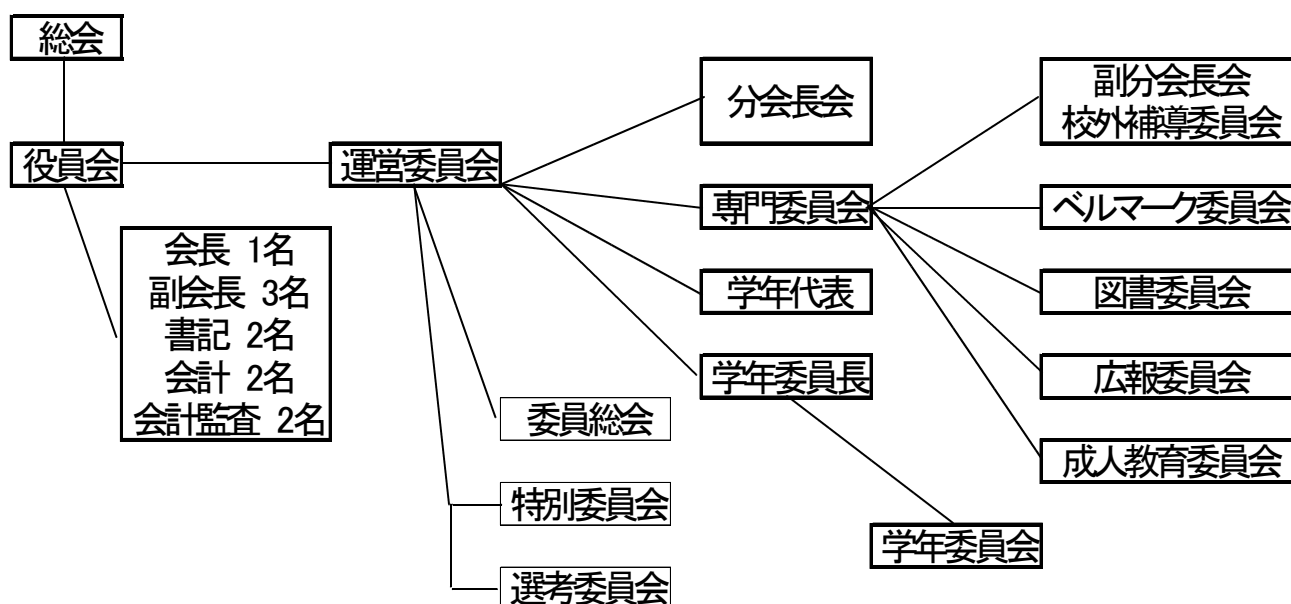 総会
役員会
会長 1名
副会長 3名
書記 2名
会計 2名
会計監査 2名
運営委員会
委員総会
特別委員会
選考委員会
分会長会
専門委員会
学年代表
学年委員長
学年委員会
副分会長会
校外補導委員会
ベルマーク委員会
図書委員会
広報委員会
成人教育委員会